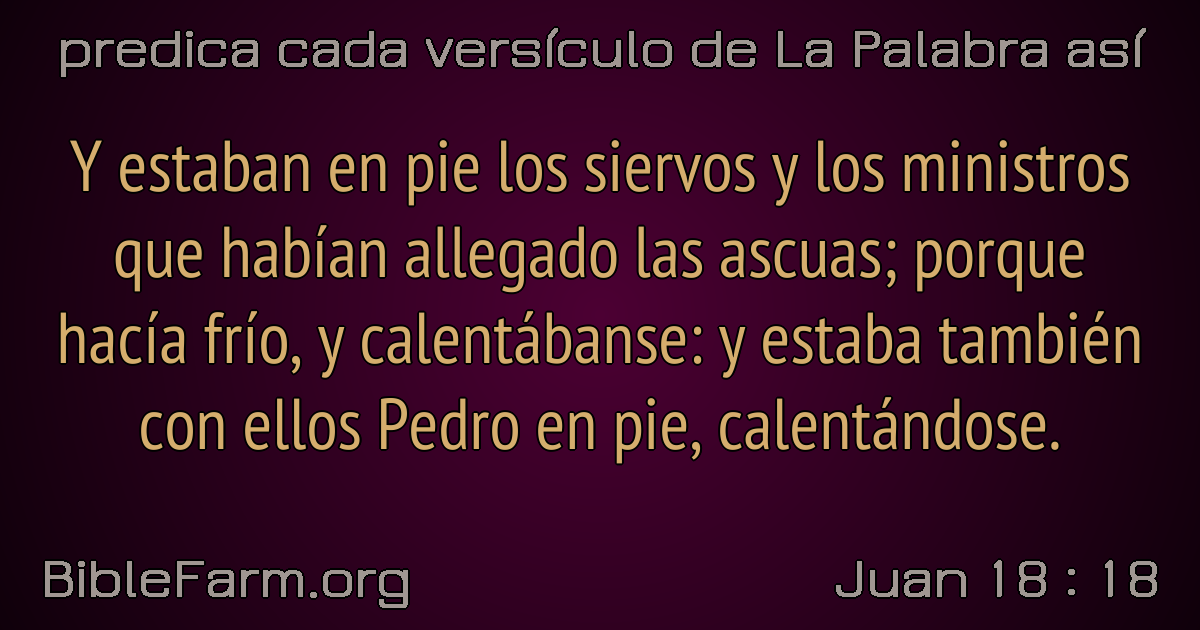 predica cada versículo de La Palabra así
Y estaban en pie los siervos y los ministros
que habían allegado las ascuas; porque
hacía frío, y calentábanse: y estaba también
con ellos Pedro en pie, calentándose.
BibleFarm.org
Juan 18 : 18